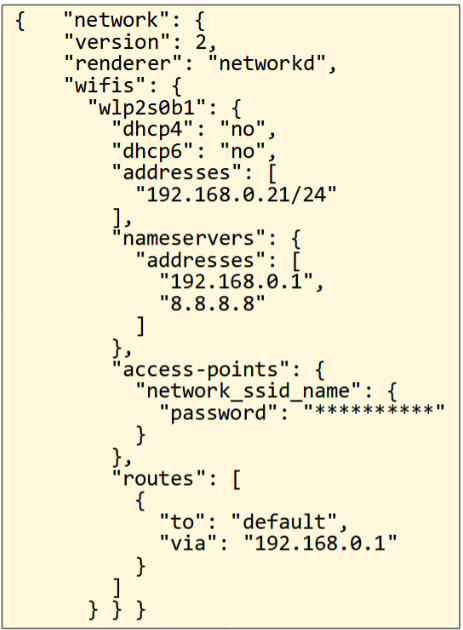 {   "network": {
    "version": 2,
    "renderer": "networkd",
    "wifis": {
      "wlp2s0b1": {
        "dhcp4": "no",
        "dhcp6": "no",
        "addresses": [
          "192.168.0.21/24"
        ],
        "nameservers": {
          "addresses": [
            "192.168.0.1",
            "8.8.8.8"
          ]
        },
        "access-points": {
          "network_ssid_name": {
            "password": "**********"
          }
        },
        "routes": [
          {
            "to": "default",
            "via": "192.168.0.1"
          }
        ]
      } } }